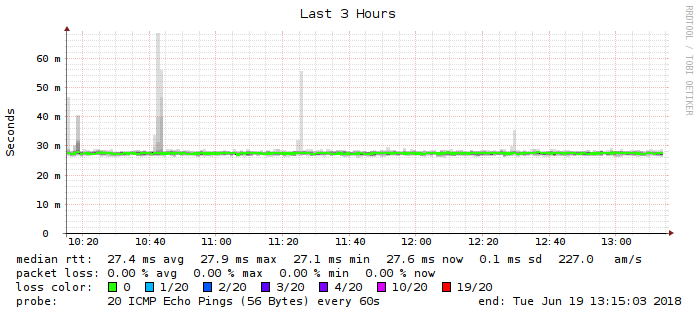 Last 3 Hours
RRDTOOL / TOBI OETIKER
Seconds
60 m
50 m
40 m
30 m
20 m
10 m
0
10:20 10:40 11:00 11:20 11:40 12:00 12:20 12:40 13:00
median rtt: 27.4 ms avg 27.9 ms max 27.1 ms min 27.6 ms now 0.1 ms sd 227.0 am/s
packet loss: 0.00 % avg 0.00 % max 0.00 % min 0.00 % now
loss color: 0 1/20 2/20 3/20 4/20 10/20 19/20
probe: 20 ICMP Echo Pings (56 Bytes) every 60s end: Tue Jun 19 13:15:03 2018